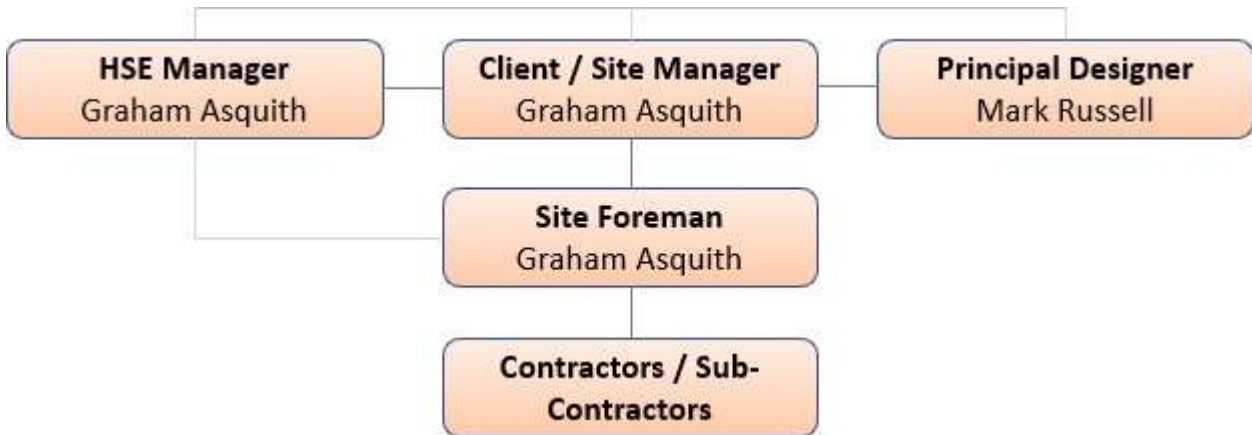 HSE Manager
Graham Asquith
Client / Site Manager
Graham Asquith
Principal Designer
Mark Russell
Site Foreman
Graham Asquith
Contractors / Sub-
Contractors